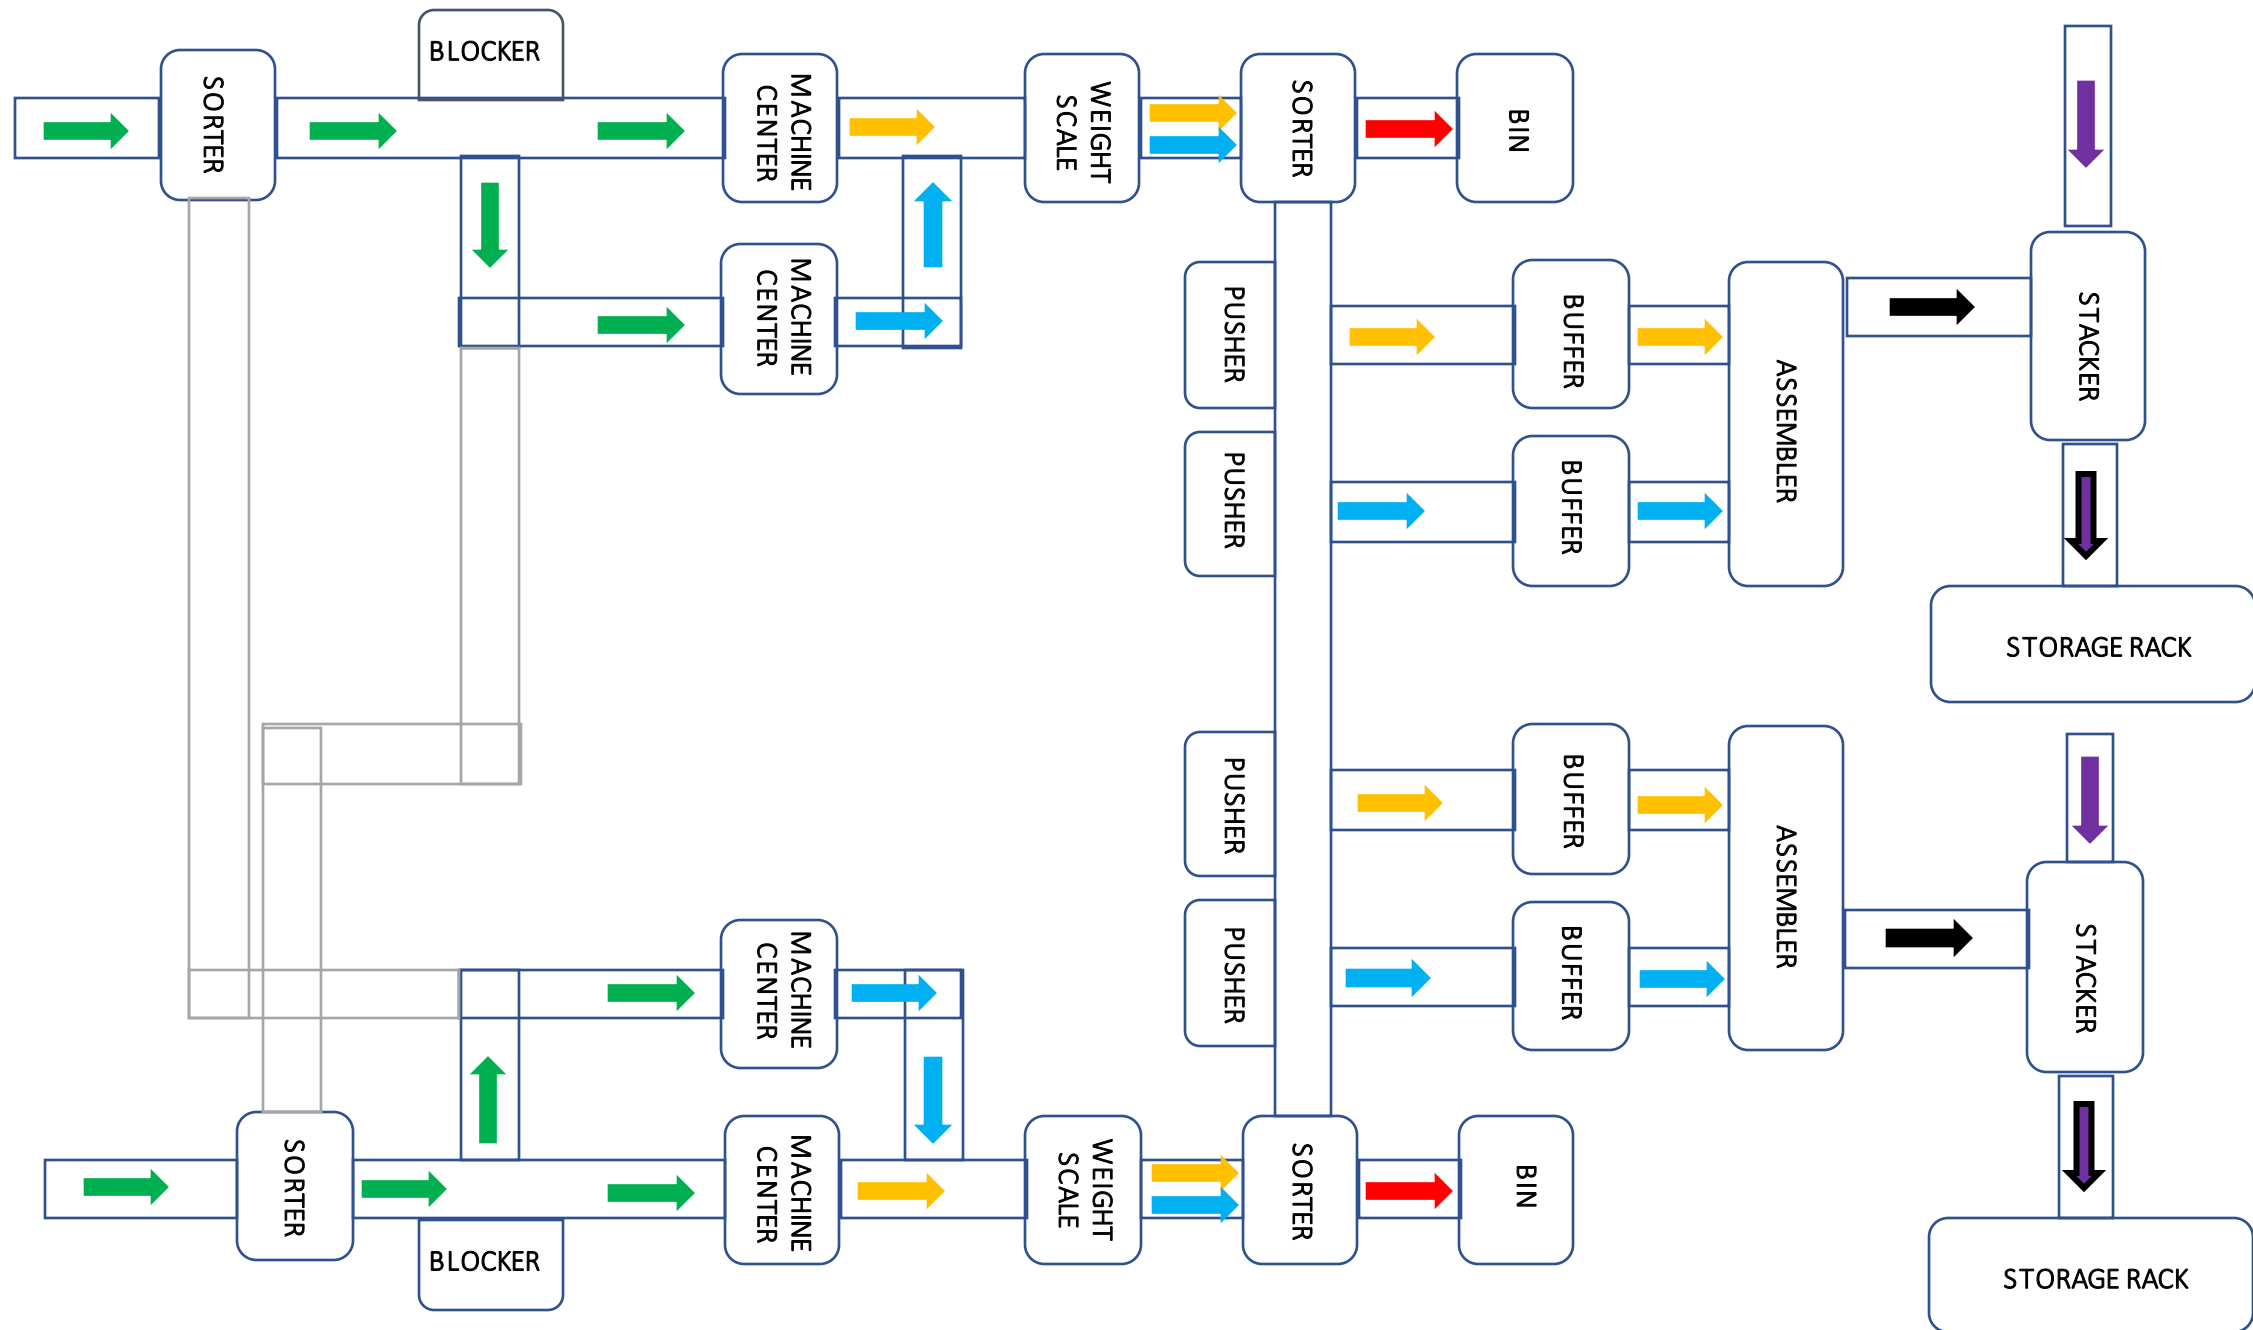 BLOCKER
SORTER
MACHINE
CENTER
WEIGHT
SCALE
SORTER
BIN
MACHINE
CENTER
PUSHER
BUFFER
ASSEMBLER
STACKER
PUSHER
BUFFER
STORAGE RACK
PUSHER
BUFFER
ASSEMBLER
MACHINE
CENTER
PUSHER
BUFFER
STACKER
SORTER
MACHINE
CENTER
WEIGHT
SCALE
SORTER
BIN
BLOCKER
STORAGE RACK